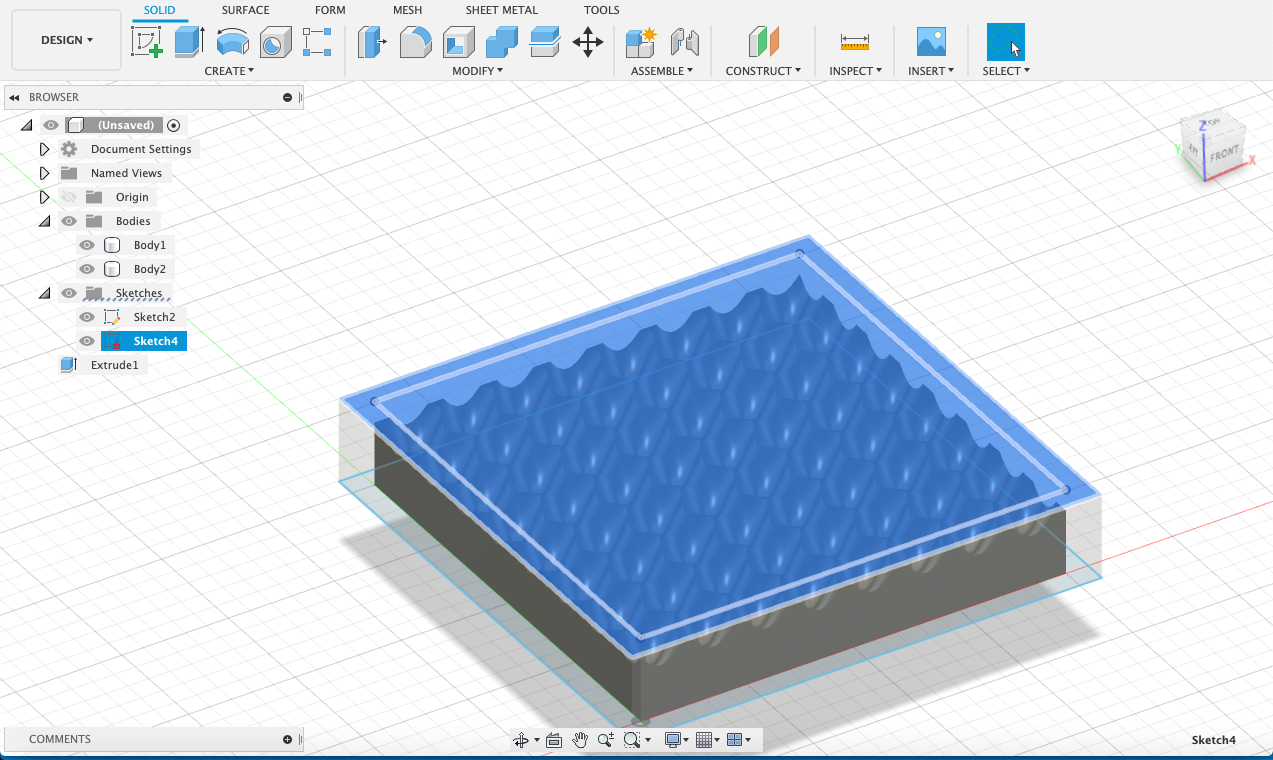 SOLID SURFACE FORM MESH SHEET METAL TOOLS
DESIGN
CREATE MODIFY ASSEMBLE CONSTRUCT INSPECT INSERT SELECT
BROWSER
(Unsaved)
Document Settings
Named Views
Origin
Bodies
Body1
Body2
Sketches
Sketch2
Sketch4
Extrude1
TOP
Z
Y
FRONT
X
COMMENTS
Sketch4